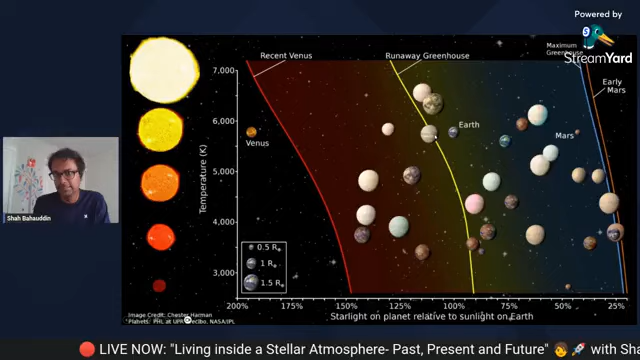 Powered by
StreamYard
Recent Venus
Runaway Greenhouse
Maximum
Greenhouse
Early
Mars
7,000
6,000
5,000
4,000
3,000
Temperature (K)
Venus
Earth
Mars
0.5 R
1 R
1.5 R
200%
175%
150%
125%
100%
75%
50%
25%
Starlight on planet relative to sunlight on Earth
Image Credit: Chester Harman
Planets: PHL at UPR Arecibo, NASA/JPL
Shah Bahauddin
LIVE NOW: "Living inside a Stellar Atmosphere- Past, Present and Future" with Sha